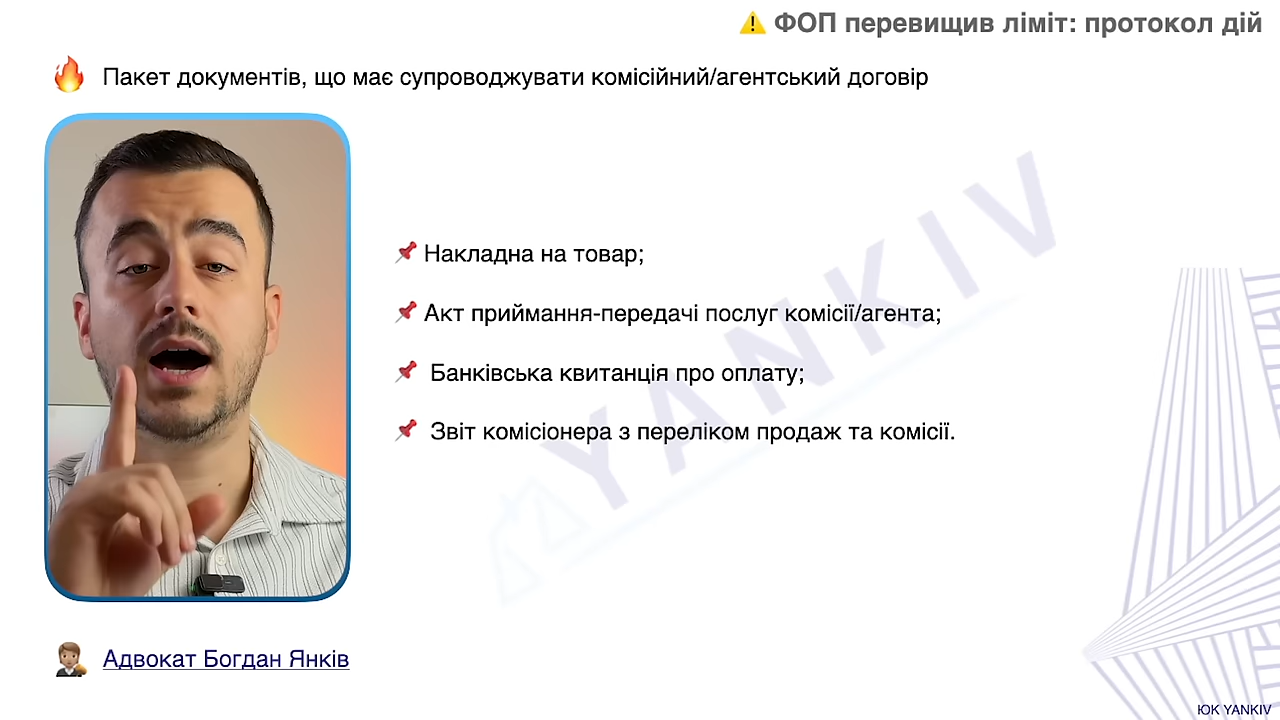 ⚠️ ФОП перевищив ліміт: протокол дій
🔥 Пакет документів, що має супроводжувати комісійний/агентський договір
📌 Накладна на товар;
📌 Акт приймання-передачі послуг комісії/агента;
📌 Банківська квитанція про оплату;
📌 Звіт комісіонера з переліком продаж та комісії.
YANKIV
Адвокат Богдан Янків
ЮК YANKIV